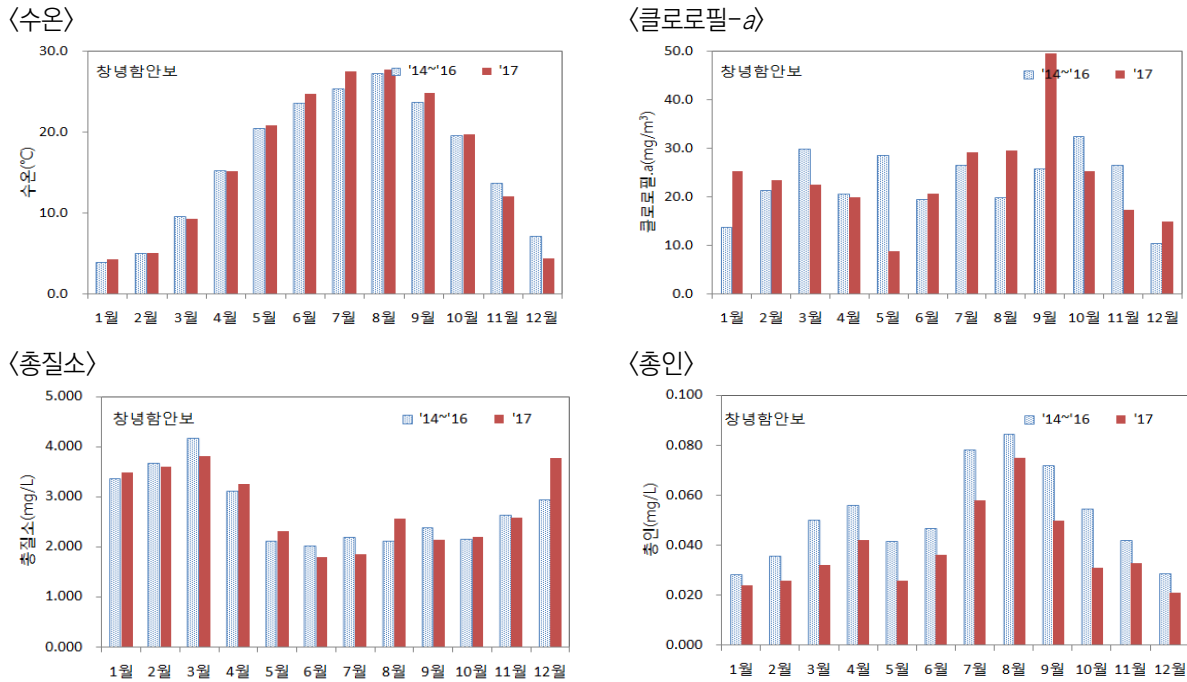 〈수온〉
30.0
20.0
10.0
0.0
수온(℃)
창녕함안보
'14~'16
'17
1월 2월 3월 4월 5월 6월 7월 8월 9월 10월 11월 12월
〈클로로필-a〉
50.0
40.0
30.0
20.0
10.0
0.0
클로로필.a(mg/m³)
창녕함안보
'14~'16
'17
1월 2월 3월 4월 5월 6월 7월 8월 9월 10월 11월 12월
〈총질소〉
5.000
4.000
3.000
2.000
1.000
0.000
총질소(mg/L)
창녕함안보
'14~'16
'17
1월 2월 3월 4월 5월 6월 7월 8월 9월 10월 11월 12월
〈총인〉
0.100
0.080
0.060
0.040
0.020
0.000
총인(mg/L)
창녕함안보
'14~'16
'17
1월 2월 3월 4월 5월 6월 7월 8월 9월 10월 11월 12월